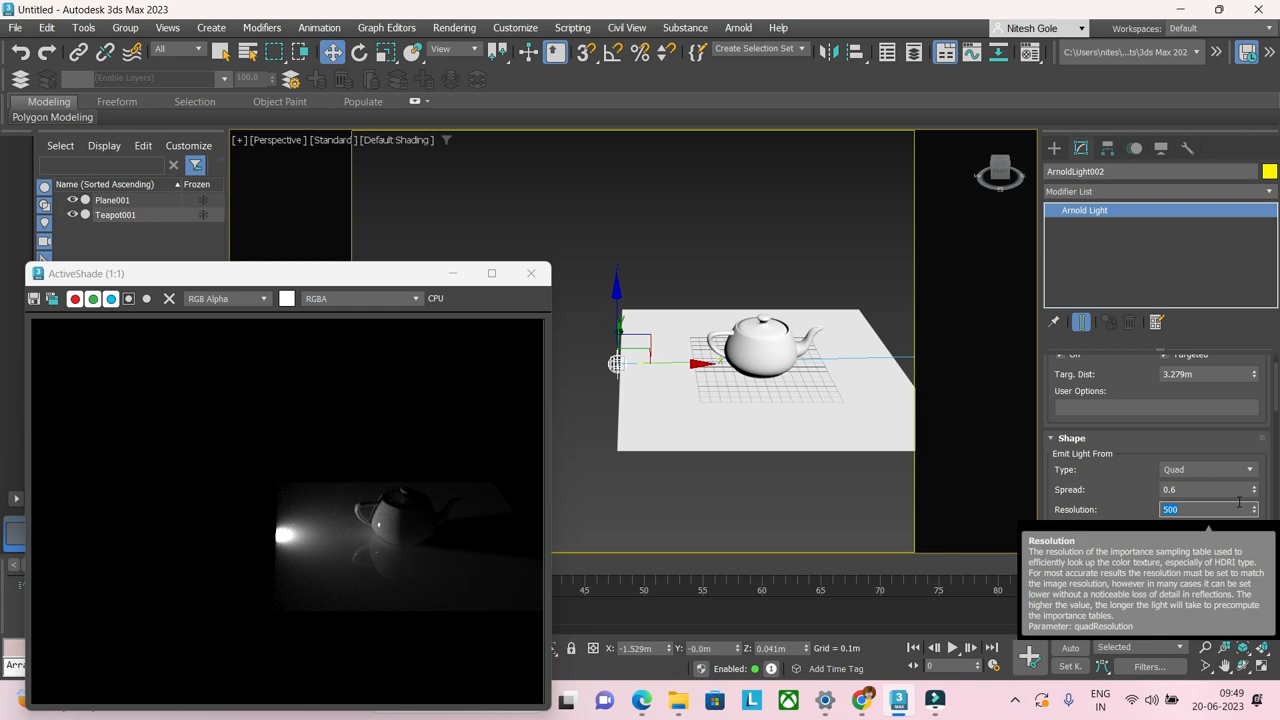 Untitled - Autodesk 3ds Max 2023
File Edit Tools Group Views Create Modifiers Animation Graph Editors Rendering Customize Scripting Civil View Substance Arnold Help
Nitesh Gole
Workspaces: Default
All
View
Create Selection Set
C:\Users\nites\...ts\3ds Max 202
(Enable Layers)
100.0
Modeling Freeform Selection Object Paint Populate
Polygon Modeling
Select Display Edit Customize
Name (Sorted Ascending) Frozen
Plane001
Teapot001
[+] [Perspective ] [Standard ] [Default Shading ]
ArnoldLight002
Modifier List
Arnold Light
On Targeted
Targ. Dist: 3.279m
User Options:
Shape
Emit Light From
Type: Quad
Spread: 0.6
Resolution: 500
Resolution
The resolution of the importance sampling table used to
efficiently look up the color texture, especially of HDRI type.
For most accurate results the resolution must be set to match
the image resolution, however in many cases it can be set
lower without a noticeable loss of detail in reflections. The
higher the value, the longer the light will take to precompute
the importance tables.
Parameter: quadResolution
ActiveShade (1:1)
RGB Alpha
RGBA
CPU
45 50 55 60 65 70 75 80
X: -1.529m Y: -0.0m Z: 0.041m Grid = 0.1m
Enabled: 1 Add Time Tag
0
Auto Selected
Set K. Filters...
ENG
IN
09:49
20-06-2023